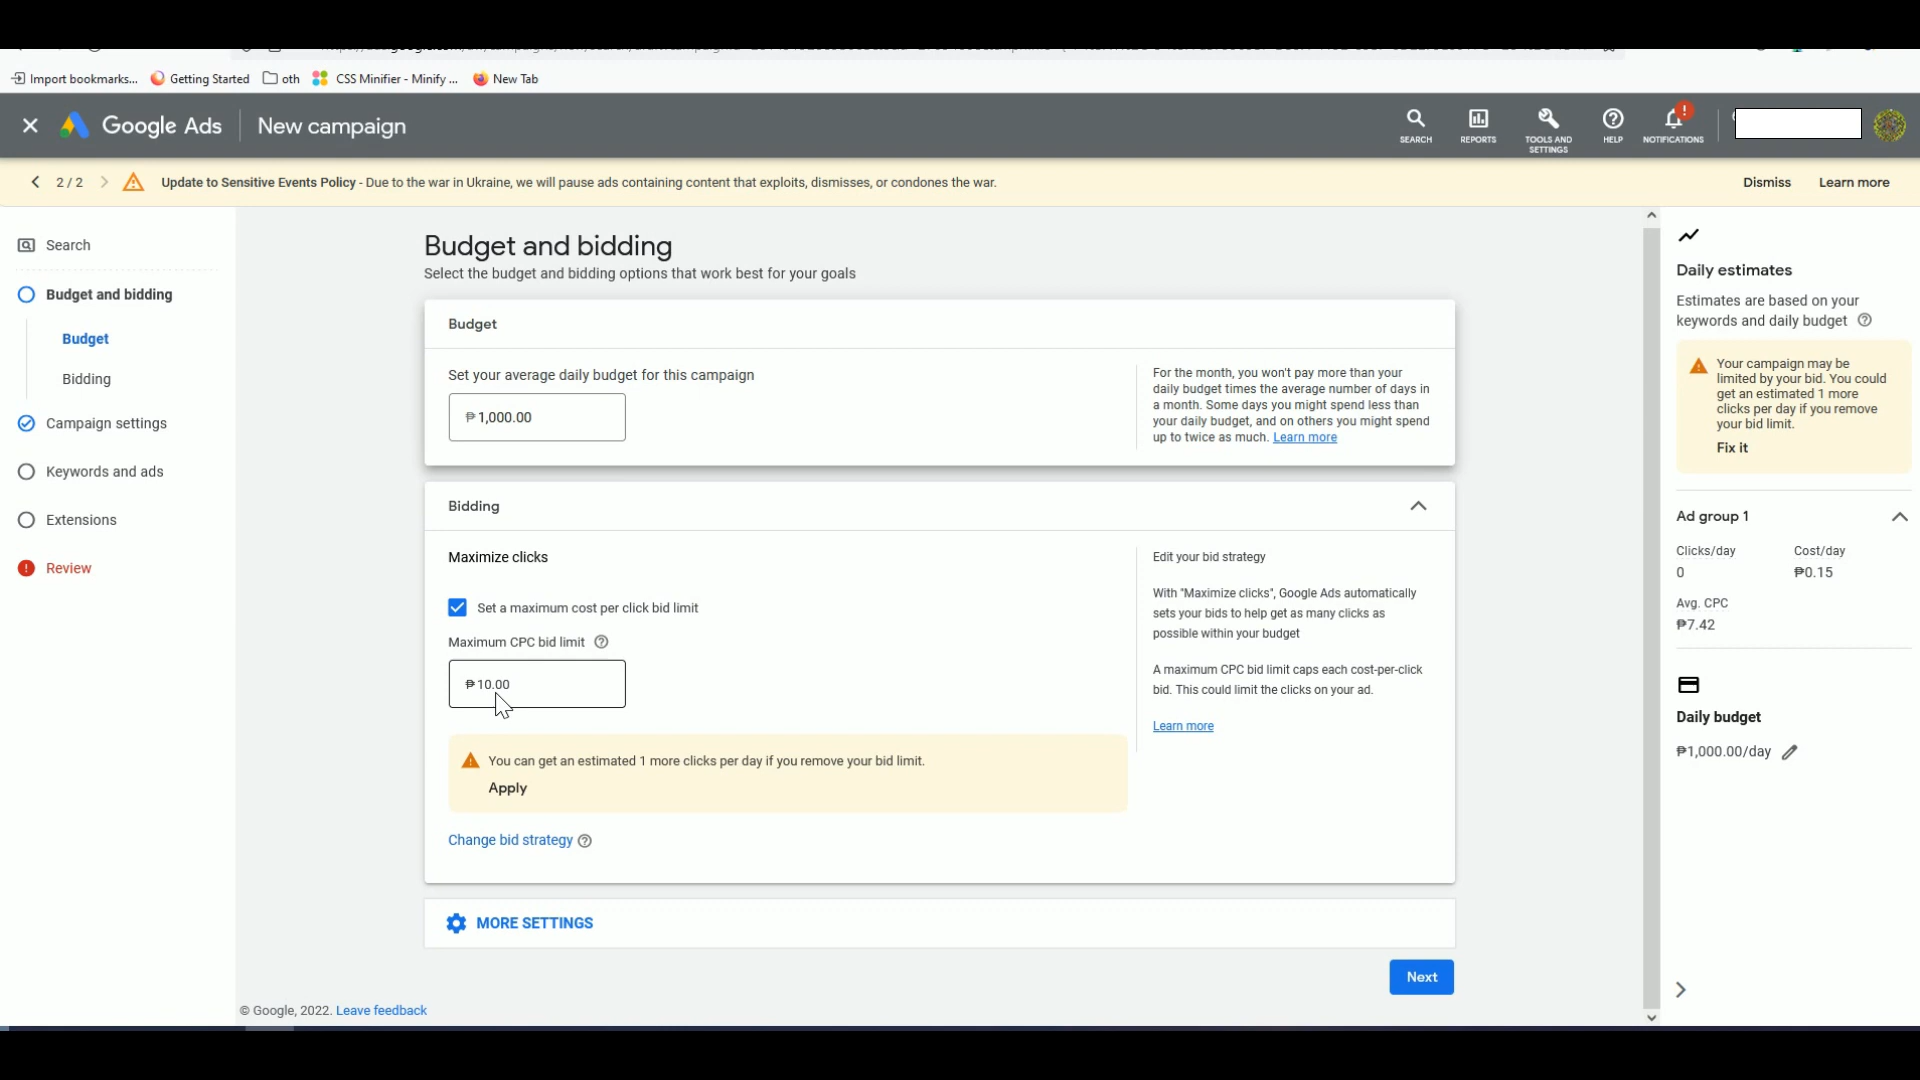 Import bookmarks...
Getting Started
oth
CSS Minifier - Minify ...
New Tab
Google Ads
New campaign
SEARCH
REPORTS
TOOLS AND
SETTINGS
HELP
!
NOTIFICATIONS
2 / 2
Update to Sensitive Events Policy - Due to the war in Ukraine, we will pause ads containing content that exploits, dismisses, or condones the war.
Dismiss
Learn more
Search
Budget and bidding
Budget
Bidding
Campaign settings
Keywords and ads
Extensions
! Review
Budget and bidding
Select the budget and bidding options that work best for your goals
Budget
Set your average daily budget for this campaign
₱ 1,000.00
For the month, you won't pay more than your
daily budget times the average number of days in
a month. Some days you might spend less than
your daily budget, and on others you might spend
up to twice as much. Learn more
Bidding
Maximize clicks
Set a maximum cost per click bid limit
Maximum CPC bid limit
₱ 10.00
You can get an estimated 1 more clicks per day if you remove your bid limit.
Apply
Change bid strategy
Edit your bid strategy
With "Maximize clicks", Google Ads automatically
sets your bids to help get as many clicks as
possible within your budget
A maximum CPC bid limit caps each cost-per-click
bid. This could limit the clicks on your ad.
Learn more
MORE SETTINGS
Next
© Google, 2022. Leave feedback
Daily estimates
Estimates are based on your
keywords and daily budget
Your campaign may be
limited by your bid. You could
get an estimated 1 more
clicks per day if you remove
your bid limit.
Fix it
Ad group 1
Clicks/day
Cost/day
0
₱0.15
Avg. CPC
₱7.42
Daily budget
₱1,000.00/day